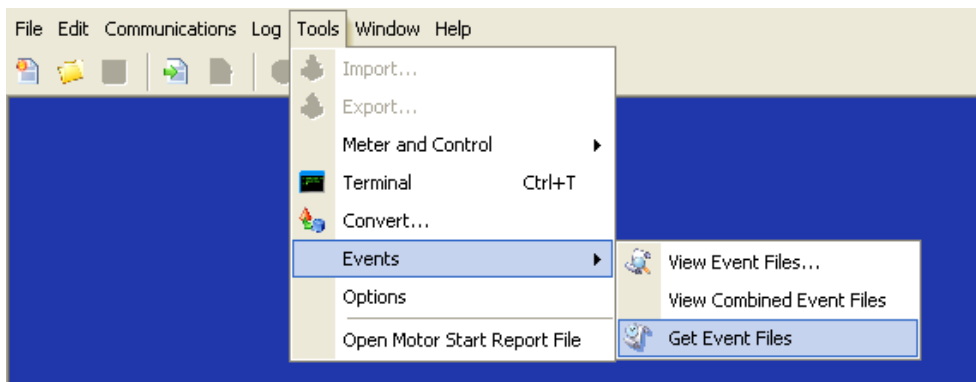 File Edit Communications Log Tools Window Help
Import...
Export...
Meter and Control
Terminal Ctrl+T
Convert...
Events
View Event Files...
View Combined Event Files
Options
Get Event Files
Open Motor Start Report File